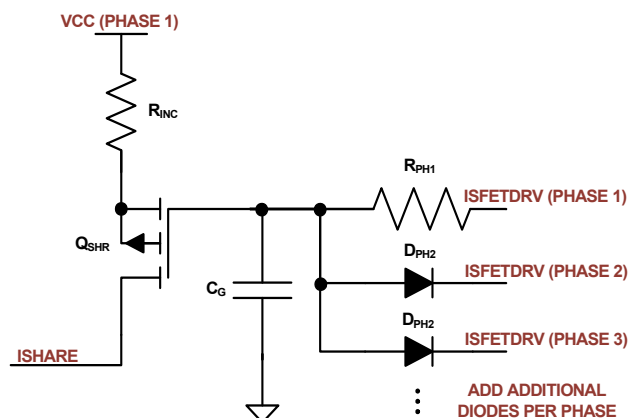 VCC (PHASE 1)
RINC
RPH1
ISFETDRV (PHASE 1)
QSHR
DPH2
ISFETDRV (PHASE 2)
CG
DPH2
ISFETDRV (PHASE 3)
ISHARE
ADD ADDITIONAL
DIODES PER PHASE